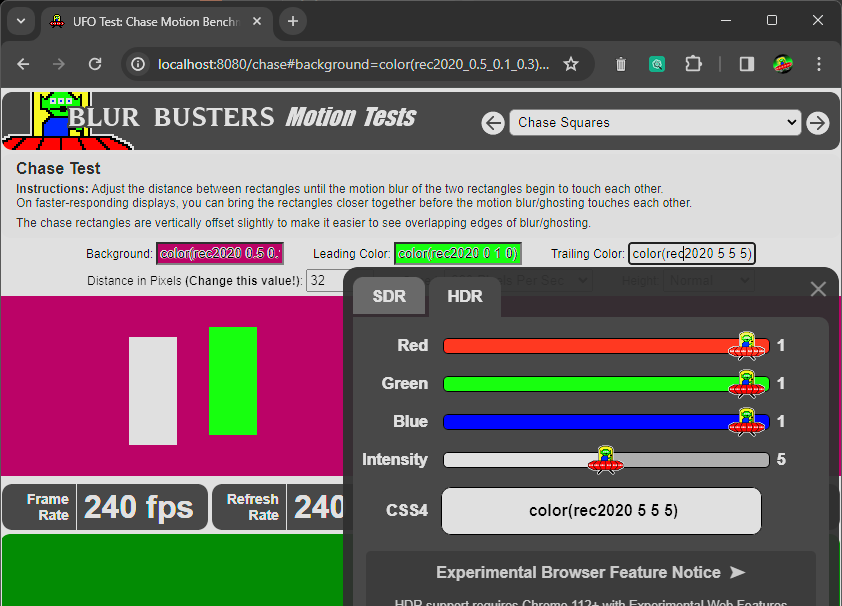 UFO Test: Chase Motion Benchm
localhost:8080/chase#background=color(rec2020_0.5_0.1_0.3)...
BLUR BUSTERS Motion Tests
Chase Squares
Chase Test
Instructions: Adjust the distance between rectangles until the motion blur of the two rectangles begin to touch each other.
On faster-responding displays, you can bring the rectangles closer together before the motion blur/ghosting touches each other.
The chase rectangles are vertically offset slightly to make it easier to see overlapping edges of blur/ghosting.
Background: color(rec2020 0.5 0. Leading Color: color(rec2020 0 1 0) Trailing Color: color(rec2020 5 5 5)
Distance in Pixels (Change this value!): 32 Pixels Per Sec Height: Normal
SDR HDR
Red 1
Green 1
Blue 1
Intensity 5
CSS4 color(rec2020 5 5 5)
Frame Rate 240 fps Refresh Rate 240
Experimental Browser Feature Notice ➤
HDR support requires Chrome 112+ with Experimental Web Features